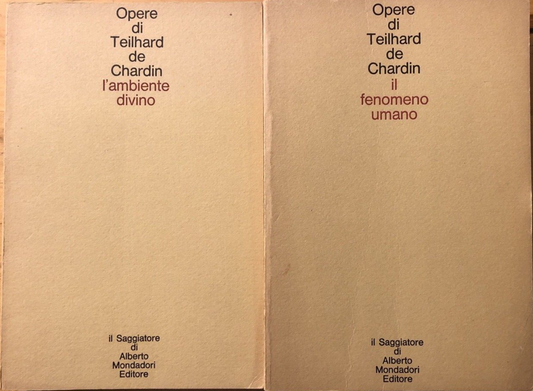 Opere
di
Teilhard
de
Chardin
l'ambiente
divino
il Saggiatore
di
Alberto
Mondadori
Editore
Opere
di
Teilhard
de
Chardin
il
fenomeno
umano
il Saggiatore
di
Alberto
Mondadori
Editore